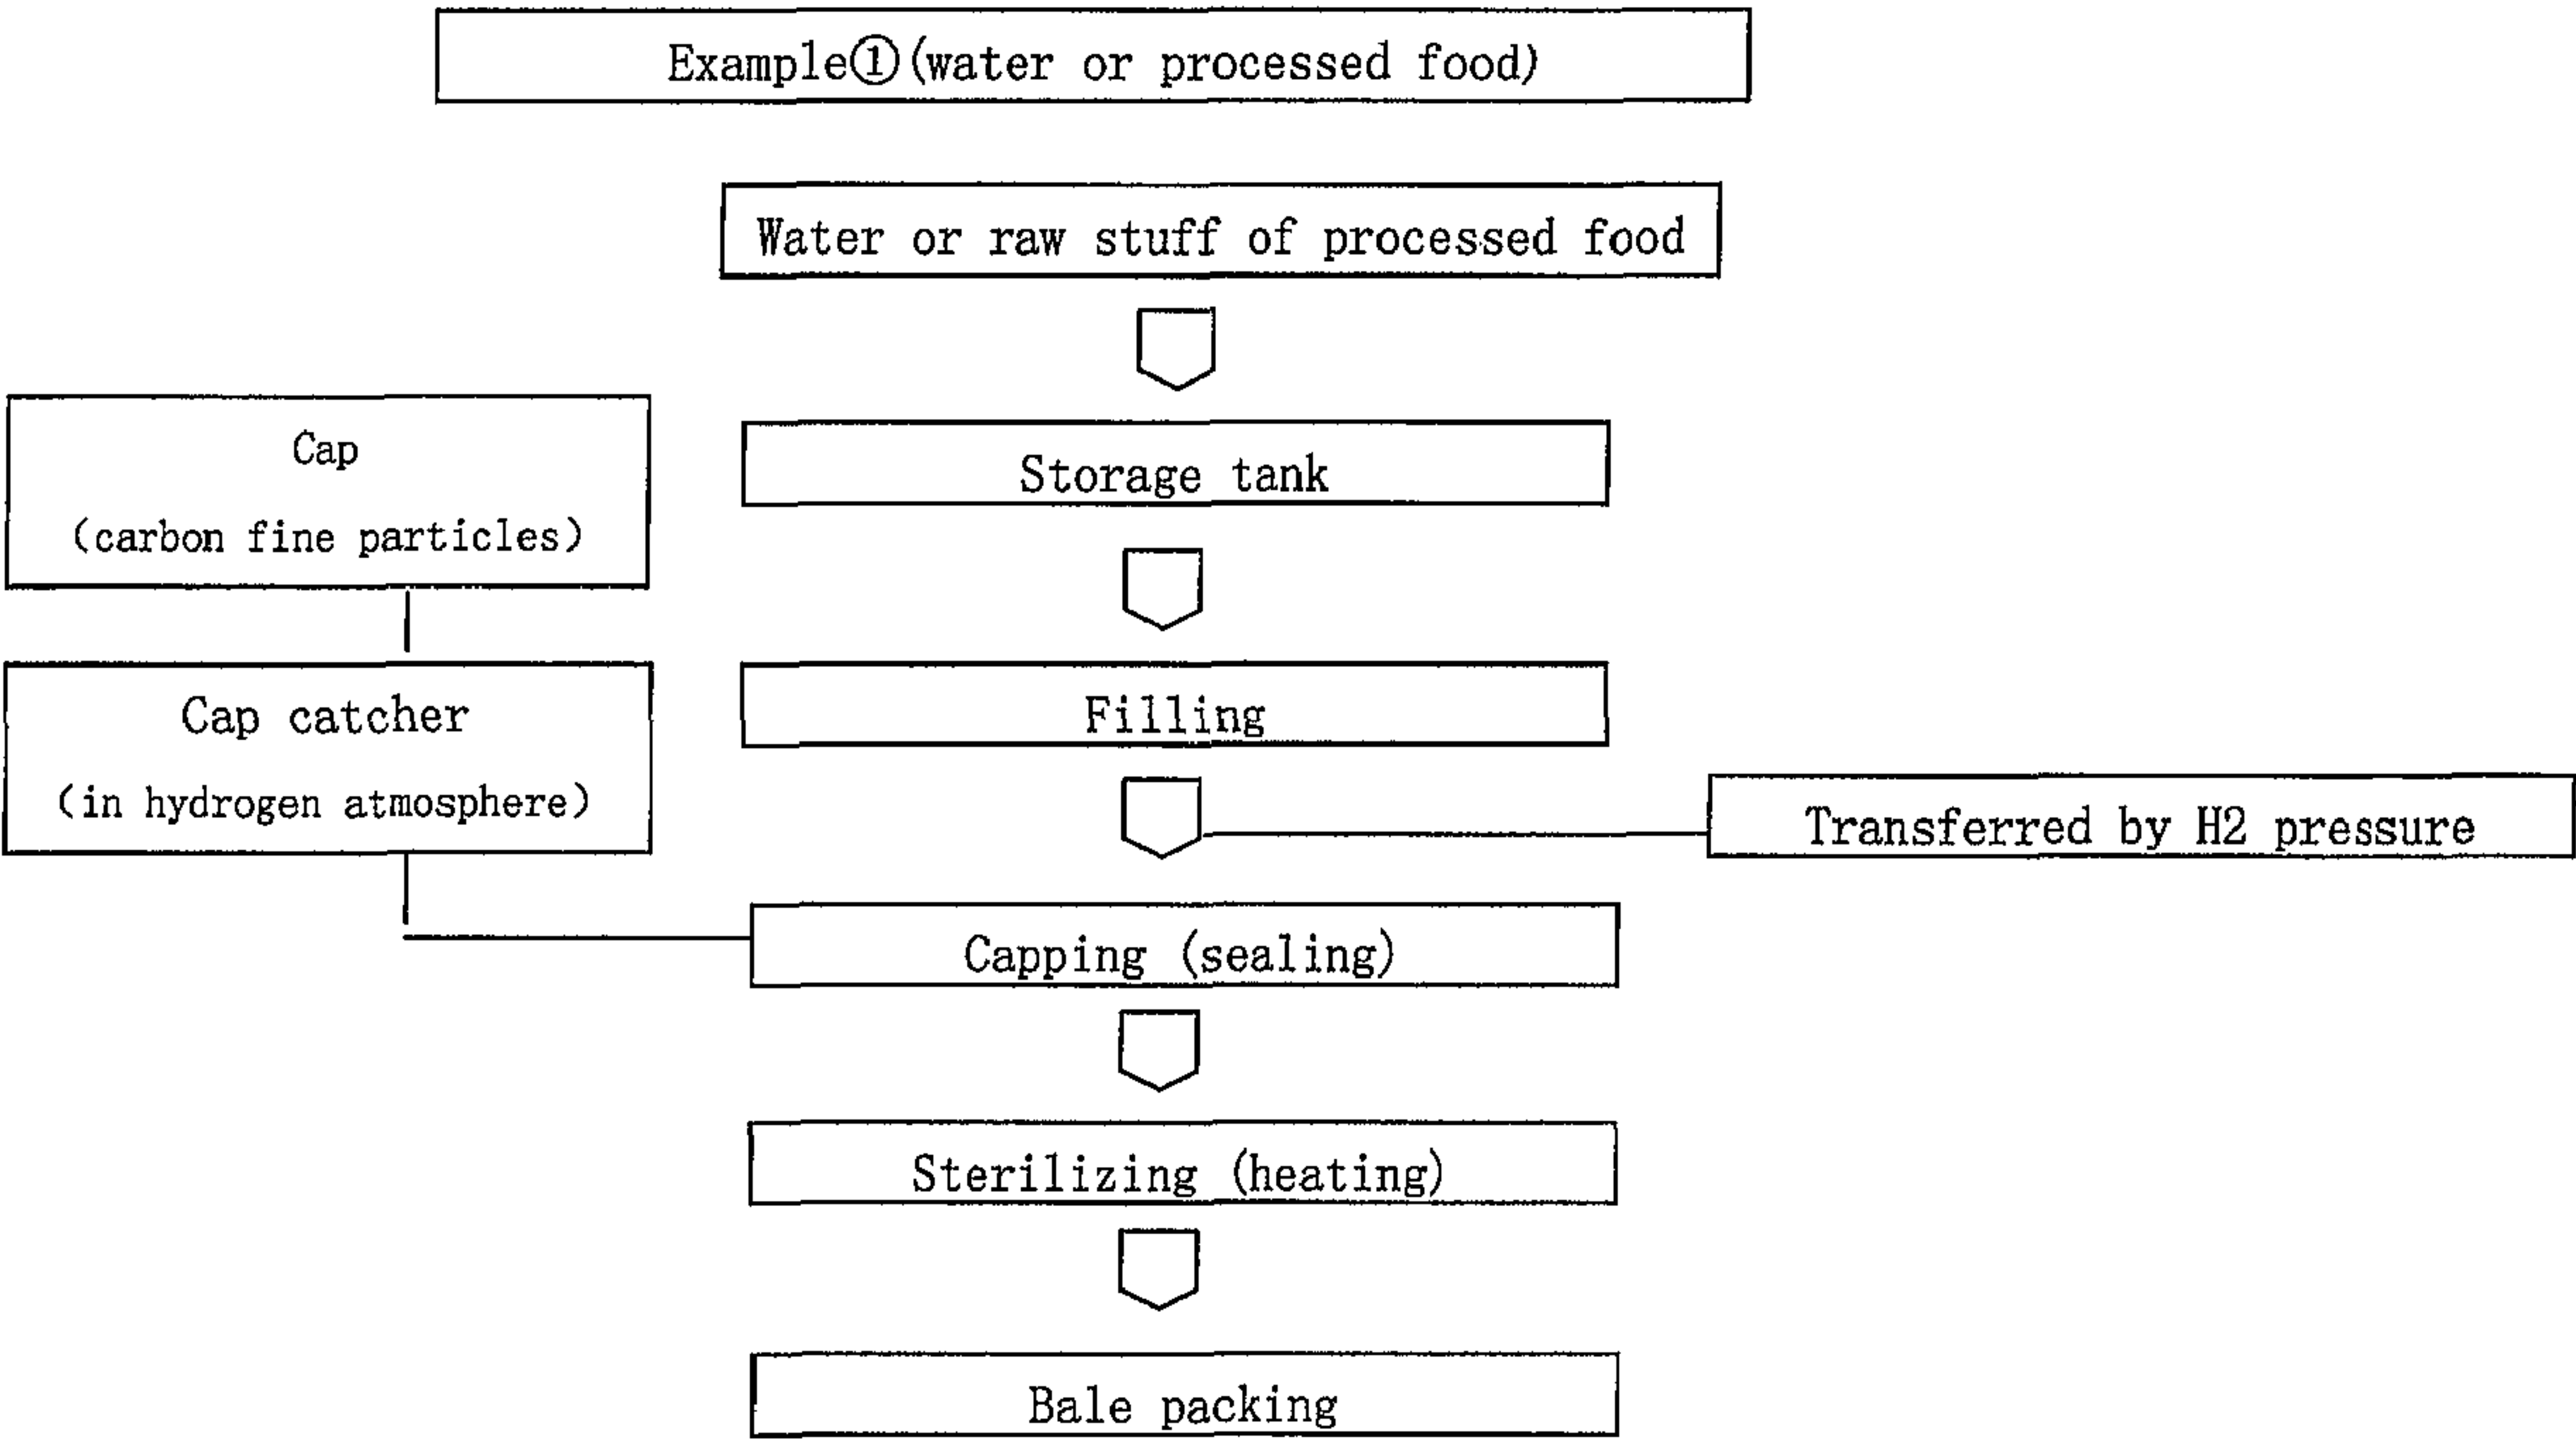 Example①(water or processed food)
Water or raw stuff of processed food
Cap
(carbon fine particles)
Storage tank
Cap catcher
(in hydrogen atmosphere)
Filling
Transferred by H2 pressure
Capping (sealing)
Sterilizing (heating)
Bale packing